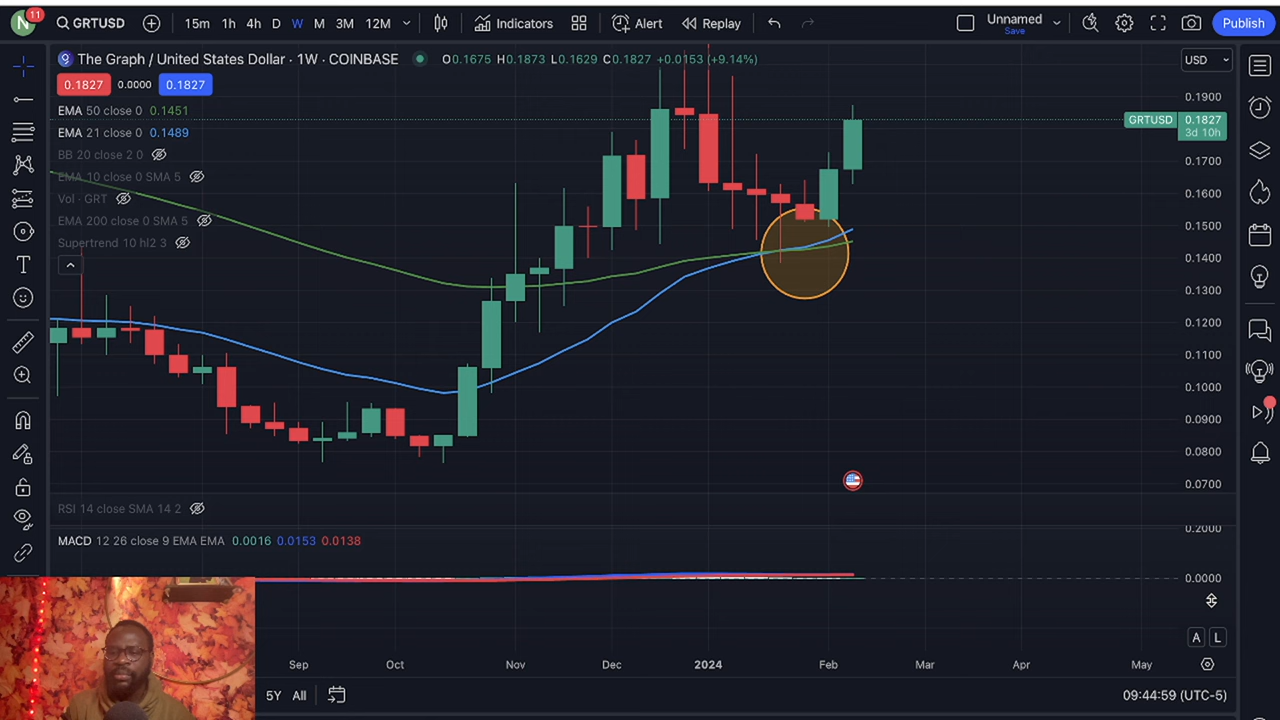 N
11
GRTUSD
15m 1h 4h D W M 3M 12M
Indicators
Alert
Replay
Unnamed
Save
Publish
The Graph / United States Dollar · 1W · COINBASE
O0.1675 H0.1873 L0.1629 C0.1827 +0.0153 (+9.14%)
USD
0.1827 0.0000 0.1827
EMA 50 close 0 0.1451
EMA 21 close 0 0.1489
BB 20 close 2 0
EMA 10 close 0 SMA 5
Vol · GRT
EMA 200 close 0 SMA 5
Supertrend 10 hl2 3
0.1900
GRTUSD 0.1827
3d 10h
0.1700
0.1600
0.1500
0.1400
0.1300
0.1200
0.1100
0.1000
0.0900
0.0800
0.0700
RSI 14 close SMA 14 2
0.2000
MACD 12 26 close 9 EMA EMA 0.0016 0.0153 0.0138
0.0000
A L
Sep Oct Nov Dec 2024 Feb Mar Apr May
5Y All
09:44:59 (UTC-5)